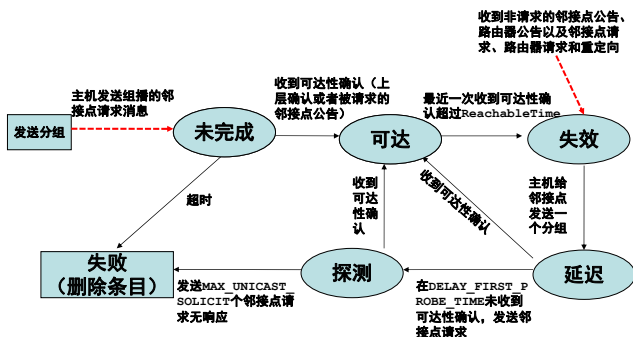 收到非请求的邻接点公告、
路由器公告以及邻接点请
求、路由器请求和重定向
主机发送组播的邻
接点请求消息
收到可达性确认（上
层确认或者被请求的
邻接点公告）
最近一次收到可达性确
认超过ReachableTime
发送分组
未完成
可达
失效
超时
收到
可达
性确
认
收到可达性确认
主机给
邻接点
发送一
个分组
失败
（删除条目）
探测
延迟
发送MAX_UNICAST_
SOLICIT个邻接点请
求无响应
在DELAY_FIRST_P
ROBE_TIME未收到
可达性确认，发送邻
接点请求